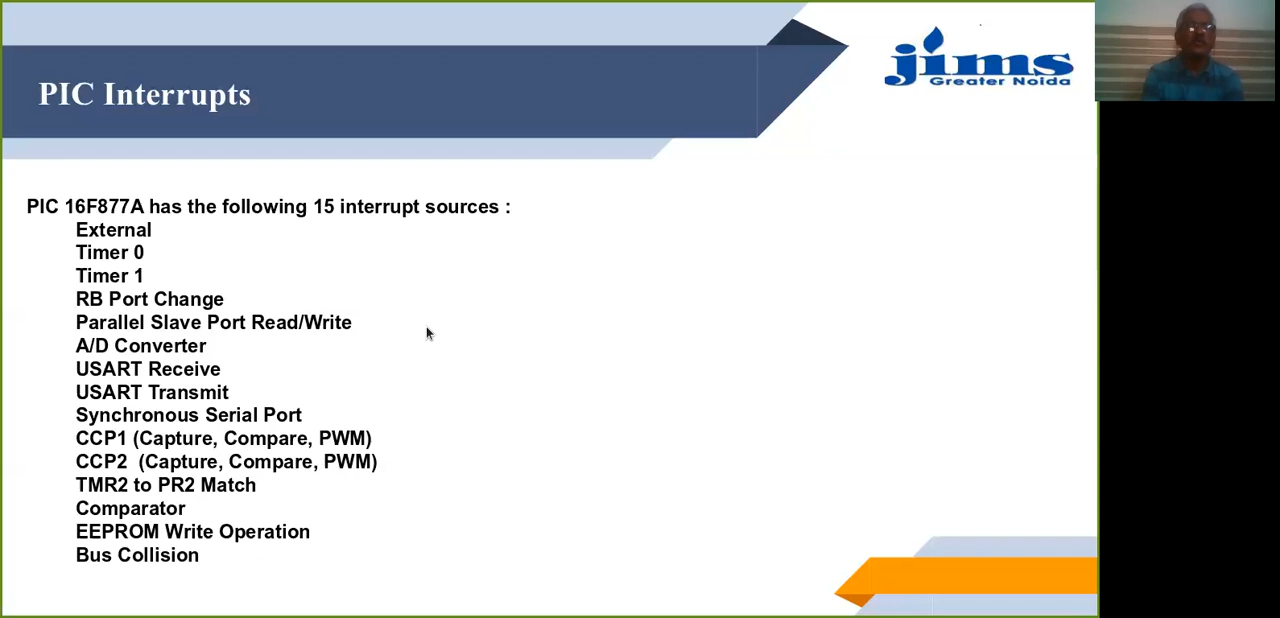 PIC Interrupts
jims
Greater Noida
PIC 16F877A has the following 15 interrupt sources :
External
Timer 0
Timer 1
RB Port Change
Parallel Slave Port Read/Write
A/D Converter
USART Receive
USART Transmit
Synchronous Serial Port
CCP1 (Capture, Compare, PWM)
CCP2  (Capture, Compare, PWM)
TMR2 to PR2 Match
Comparator
EEPROM Write Operation
Bus Collision